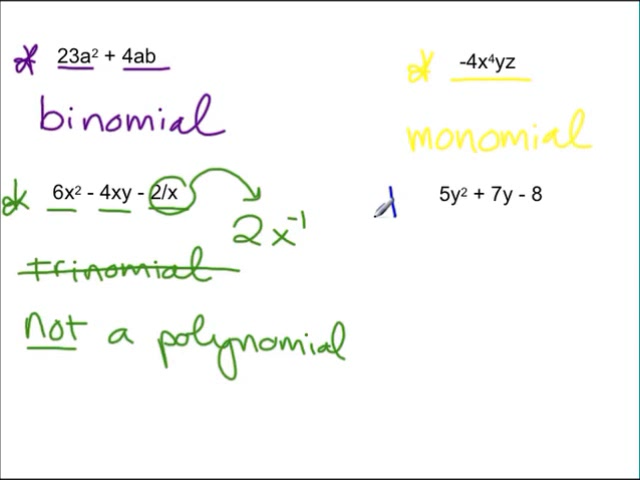 23a² + 4ab
-4x⁴yz
binomial
monomial
6x² - 4xy - 2/x
5y² + 7y - 8
2x⁻¹
trinomial
not a polynomial